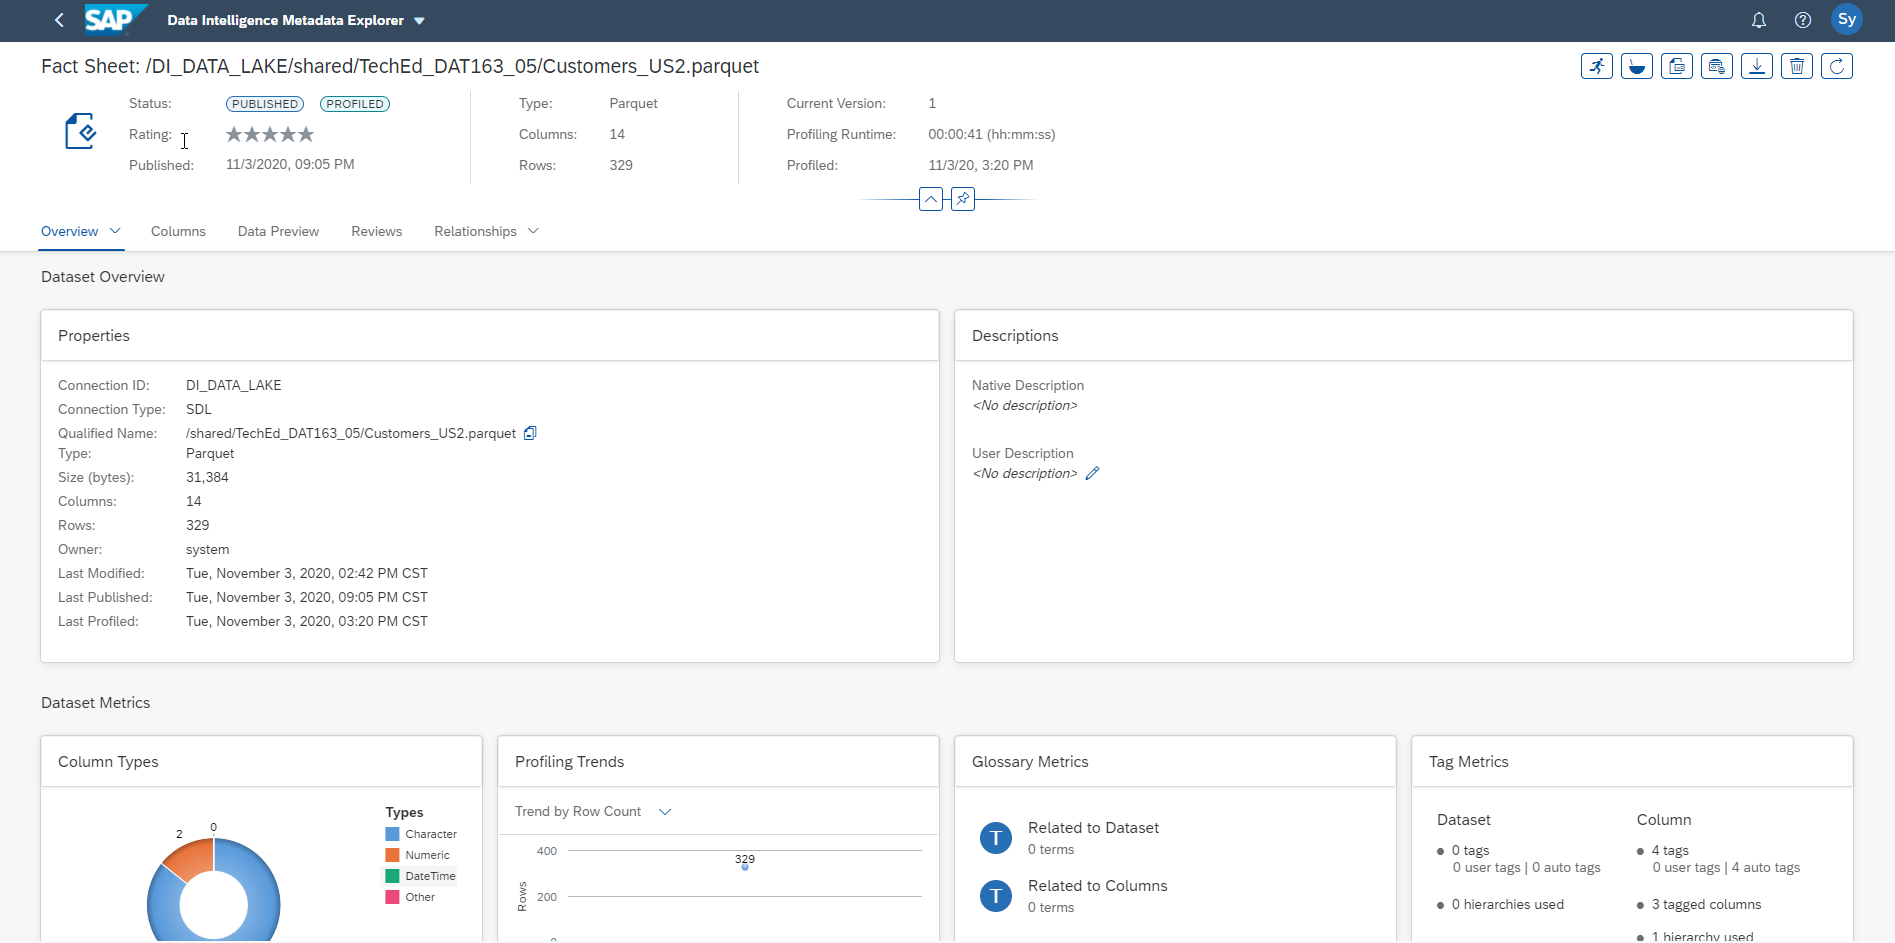 SAP Data Intelligence Metadata Explorer Sy
Fact Sheet: /DI_DATA_LAKE/shared/TechEd_DAT163_05/Customers_US2.parquet
Status: PUBLISHED PROFILED Type: Parquet Current Version: 1
Rating: Columns: 14 Profiling Runtime: 00:00:41 (hh:mm:ss)
Published: 11/3/2020, 09:05 PM Rows: 329 Profiled: 11/3/20, 3:20 PM
Overview Columns Data Preview Reviews Relationships
Dataset Overview
Properties
Connection ID: DI_DATA_LAKE
Connection Type: SDL
Qualified Name: /shared/TechEd_DAT163_05/Customers_US2.parquet
Type: Parquet
Size (bytes): 31,384
Columns: 14
Rows: 329
Owner: system
Last Modified: Tue, November 3, 2020, 02:42 PM CST
Last Published: Tue, November 3, 2020, 09:05 PM CST
Last Profiled: Tue, November 3, 2020, 03:20 PM CST
Descriptions
Native Description
<No description>
User Description
<No description>
Dataset Metrics
Column Types
2 0
Types
Character
Numeric
DateTime
Other
Profiling Trends
Trend by Row Count
400
329
Rows
200
0
Glossary Metrics
T Related to Dataset
0 terms
T Related to Columns
0 terms
Tag Metrics
Dataset
0 tags
0 user tags | 0 auto tags
0 hierarchies used
Column
4 tags
0 user tags | 4 auto tags
3 tagged columns
1 hierarchy used